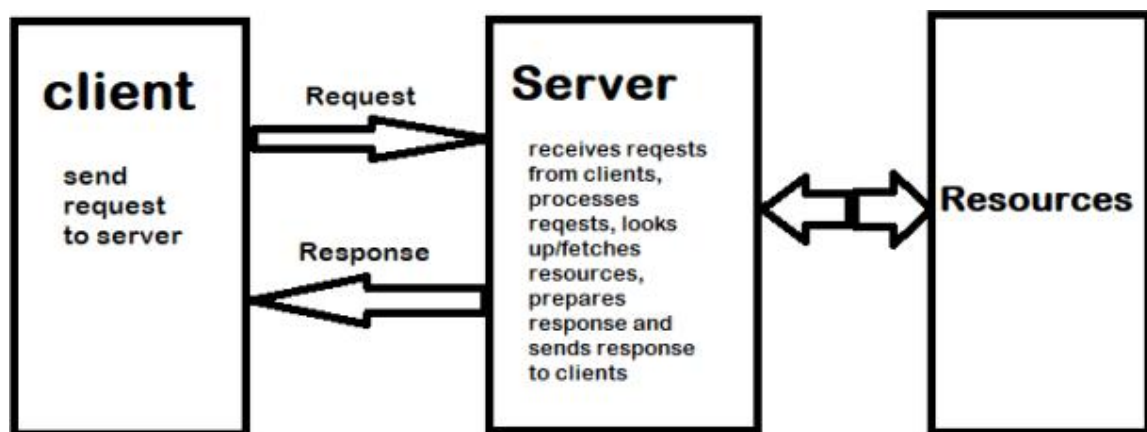 client
send
request
to server
Request
Response
Server
receives reqests
from clients,
processes
reqests, looks
up/fetches
resources,
prepares
response and
sends response
to clients
Resources